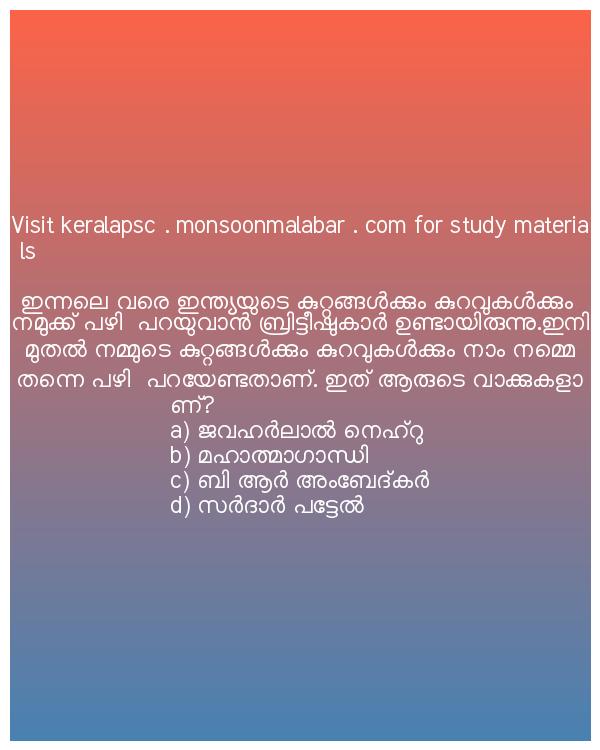 Visit keralapsc . monsoonmalabar . com for study materia
ls
ഇന്നലെ വരെ ഇന്ത്യയുടെ കുറ്റങ്ങൾക്കും കുറവുകൾക്കും
നമുക്ക് പഴി പറയുവാൻ ബ്രിട്ടീഷുകാർ ഉണ്ടായിരുന്നു.ഇനി
മുതൽ നമ്മുടെ കുറ്റങ്ങൾക്കും കുറവുകൾക്കും നാം നമ്മെ
തന്നെ പഴി പറയേണ്ടതാണ്. ഇത് ആരുടെ വാക്കുകളാ
ണ്?
a) ജവഹർലാൽ നെഹ്റു
b) മഹാത്മാഗാന്ധി
c) ബി ആർ അംബേദ്കർ
d) സർദാർ പട്ടേൽ